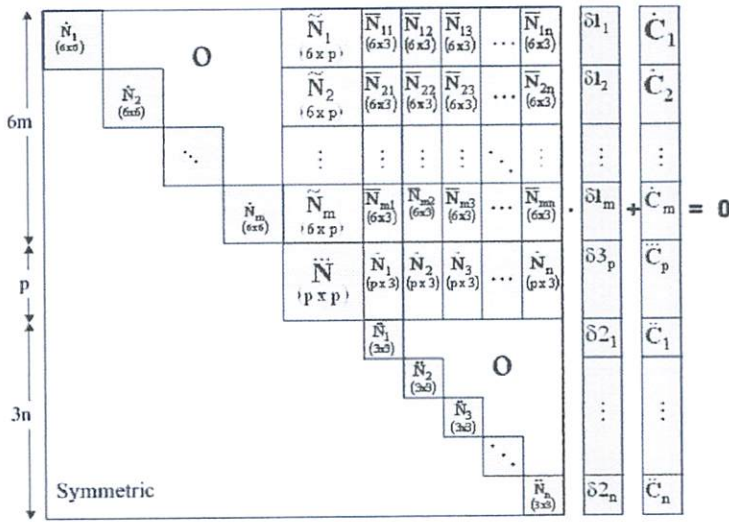 Ṅ₁ (6x6) O Ñ₁ (6 x p) N̅₁₁ (6x3) N̅₁₂ (6x3) N̅₁₃ (6x3) … N̅₁ₙ (6x3) δ1₁ Ċ₁
Ṅ₂ (6x6) Ñ₂ (6 x p) N̅₂₁ (6x3) N̅₂₂ (6x3) N̅₂₃ (6x3) … N̅₂ₙ (6x3) δ1₂ Ċ₂
6m
⋱ ⋮ ⋮ ⋮ ⋮ ⋱ ⋮ ⋮ ⋮
Ṅₘ (6x6) Ñₘ (6 x p) N̅ₘ₁ (6x3) N̅ₘ₂ (6x3) N̅ₘ₃ (6x3) … N̅ₘₙ (6x3) · δ1ₘ + Ċₘ = 0
p N⃛ (p x p) Ṅ₁ (p x 3) Ṅ₂ (p x 3) Ṅ₃ (p x 3) … Ṅₙ (p x 3) δ3ₚ C⃛ₚ
N̈₁ (3x3) O δ2₁ C̈₁
N̈₂ (3x3)
3n N̈₃ (3x3) ⋮ ⋮
⋱
Symmetric N̈ₙ (3x3) δ2ₙ C̈ₙ